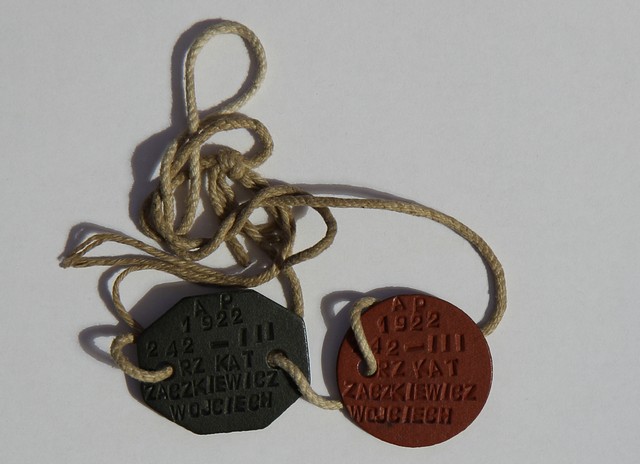 A P
1922
242 - III
RZ KAT
ZACZKIEWICZ
WOJCIECH
A P
1922
42 - III
RZ KAT
ZACZKIEWICZ
WOJCIECH